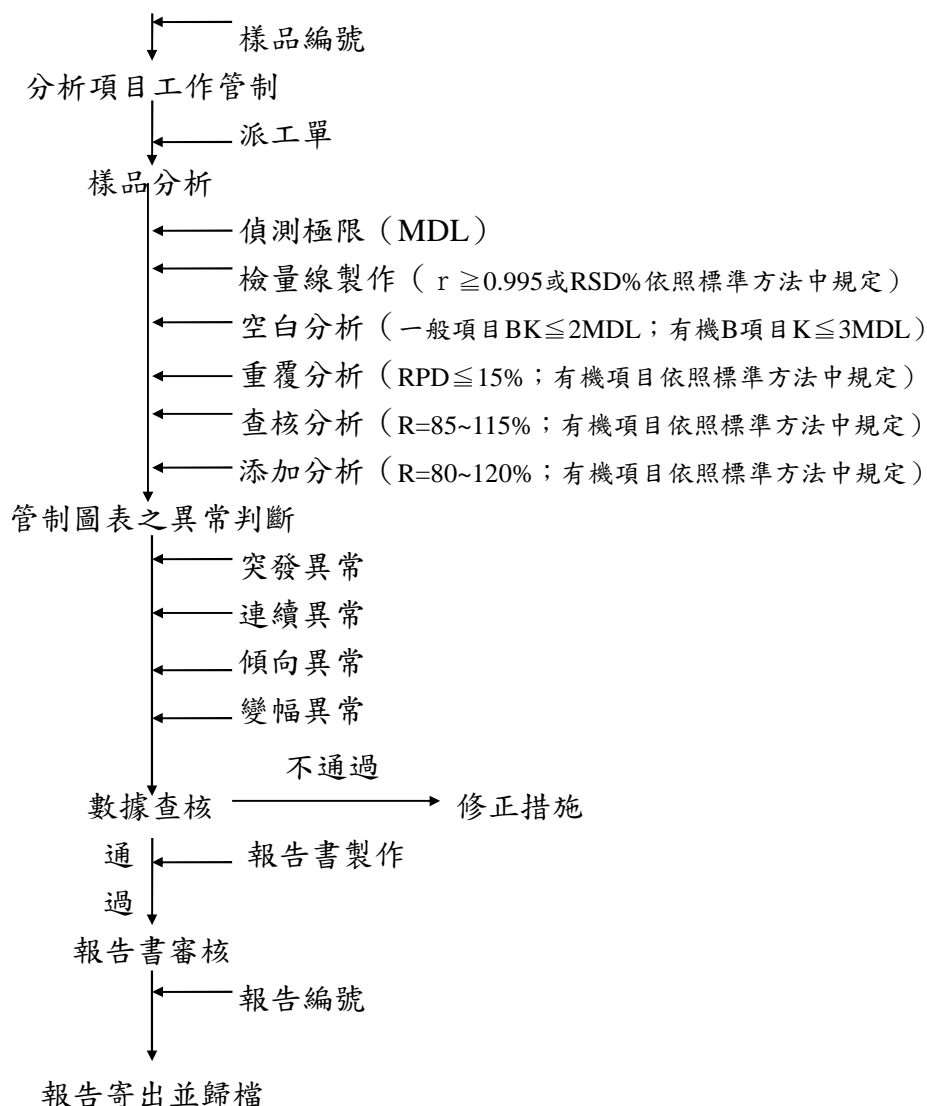 樣品編號
分析項目工作管制
派工單
樣品分析
偵測極限（MDL）
檢量線製作（ｒ≧0.995或RSD%依照標準方法中規定）
空白分析（一般項目BK≦2MDL；有機B項目K≦3MDL）
重覆分析（RPD≦15%；有機項目依照標準方法中規定）
查核分析（R=85~115%；有機項目依照標準方法中規定）
添加分析（R=80~120%；有機項目依照標準方法中規定）
管制圖表之異常判斷
突發異常
連續異常
傾向異常
變幅異常
不通過
數據查核
修正措施
通
報告書製作
過
報告書審核
報告編號
報告寄出並歸檔